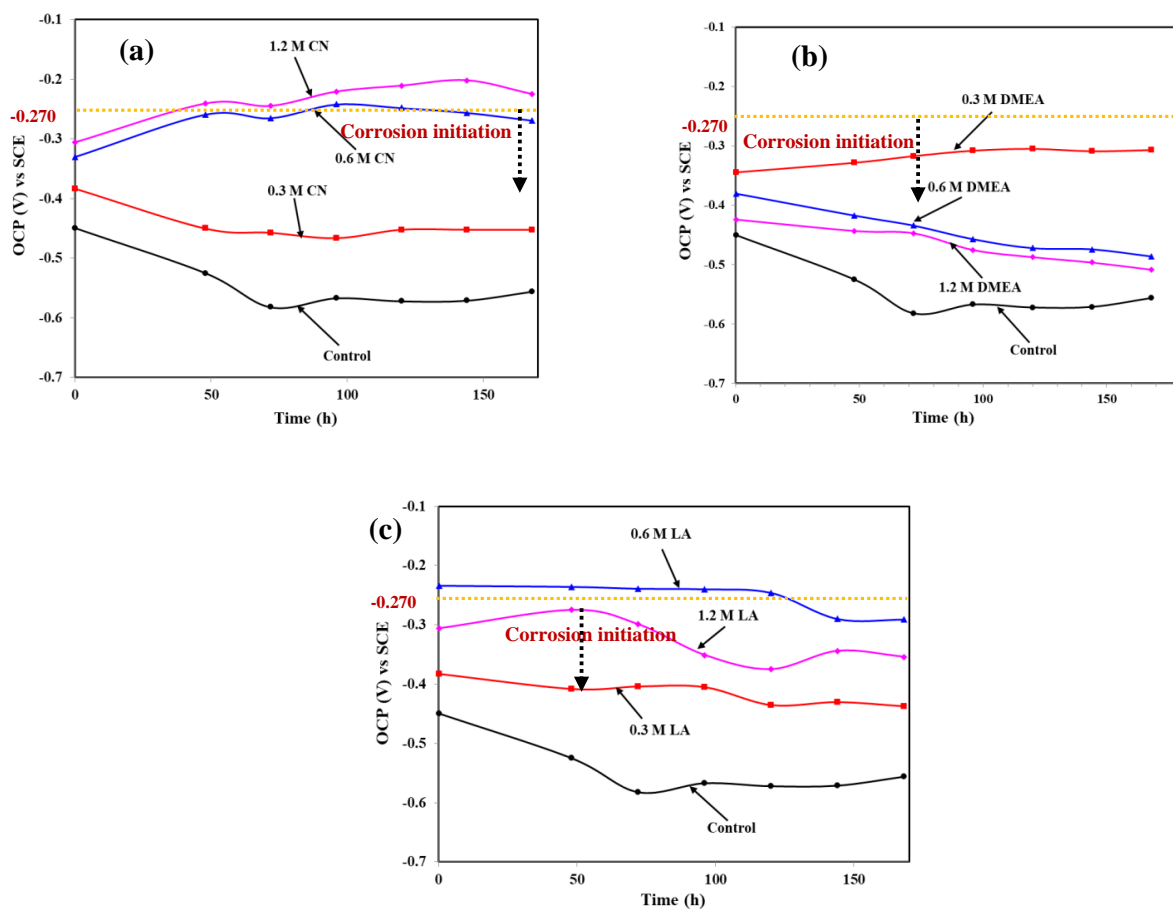 (a)
-0.1
-0.2
-0.270
-0.3
-0.4
-0.5
-0.6
-0.7
OCP (V) vs SCE
1.2 M CN
Corrosion initiation
0.6 M CN
0.3 M CN
Control
0
50
100
150
Time (h)
(b)
-0.1
-0.2
-0.270
-0.3
-0.4
-0.5
-0.6
-0.7
OCP (V) vs SCE
0.3 M DMEA
Corrosion initiation
0.6 M DMEA
1.2 M DMEA
Control
0
50
100
150
Time (h)
(c)
-0.1
-0.2
-0.270
-0.3
-0.4
-0.5
-0.6
-0.7
OCP (V) vs SCE
0.6 M LA
1.2 M LA
Corrosion initiation
0.3 M LA
Control
0
50
100
150
Time (h)